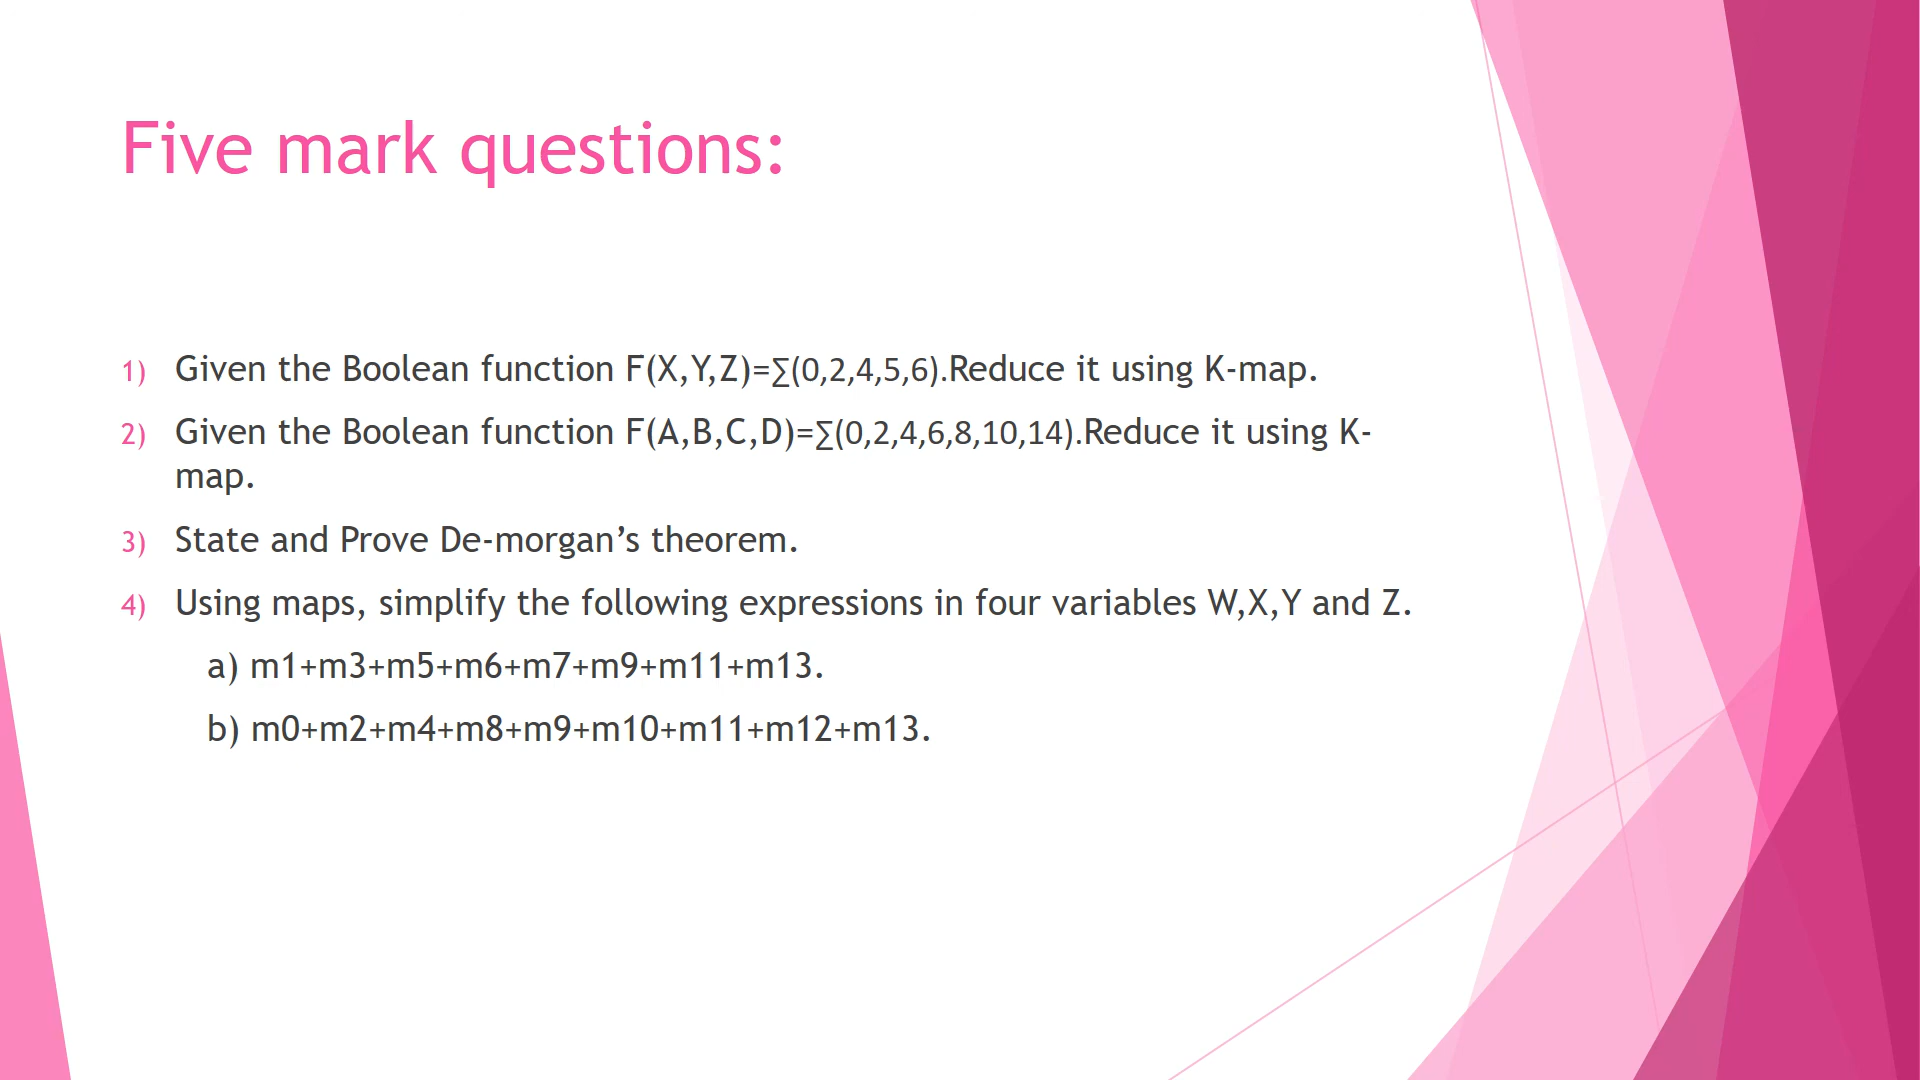 Five mark questions:
1) Given the Boolean function F(X,Y,Z)=∑(0,2,4,5,6).Reduce it using K-map.
2) Given the Boolean function F(A,B,C,D)=∑(0,2,4,6,8,10,14).Reduce it using K-
map.
3) State and Prove De-morgan’s theorem.
4) Using maps, simplify the following expressions in four variables W,X,Y and Z.
a) m1+m3+m5+m6+m7+m9+m11+m13.
b) m0+m2+m4+m8+m9+m10+m11+m12+m13.